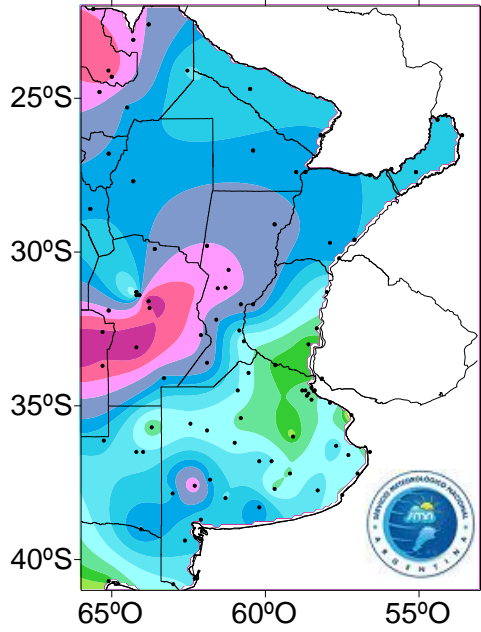 25ºS
30ºS
35ºS
40ºS
65ºO
60ºO
55ºO
SERVICIO METEOROLÓGICO NACIONAL
smn
ARGENTINA